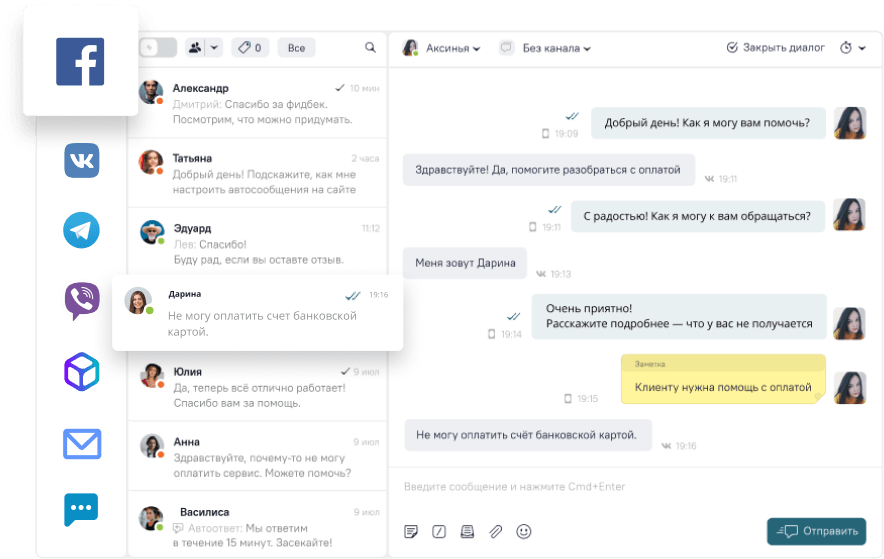 0
Все
Аксинья
Без канала
Закрыть диалог
Александр
10 мин
Дмитрий: Спасибо за фидбек.
Посмотрим, что можно придумать.
Татьяна
2 часа
Добрый день! Подскажите, как мне
настроить автосообщения на сайте
Эдуард
11:12
Лев: Спасибо!
Буду рад, если вы оставте отзыв.
Дарина
19:16
Не могу оплатить счет банковской
картой.
Юлия
9 июл
Да, теперь всё отлично работает!
Спасибо вам за помощь.
Анна
9 июл
Здравствуйте, почему-то не могу
оплатить сервис. Можете помочь?
Василиса
9 июл
Автоответ: Мы ответим
в течение 15 минут. Засекайте!
19:09
Добрый день! Как я могу вам помочь?
Здравствуйте! Да, помогите разобраться с оплатой
19:11
19:11
С радостью! Как я могу к вам обращаться?
Меня зовут Дарина
19:13
19:14
Очень приятно!
Расскажите подробнее — что у вас не получается
Заметка
19:15
Клиенту нужна помощь с оплатой
Не могу оплатить счёт банковской картой.
19:16
Введите сообщение и нажмите Cmd+Enter
Отправить